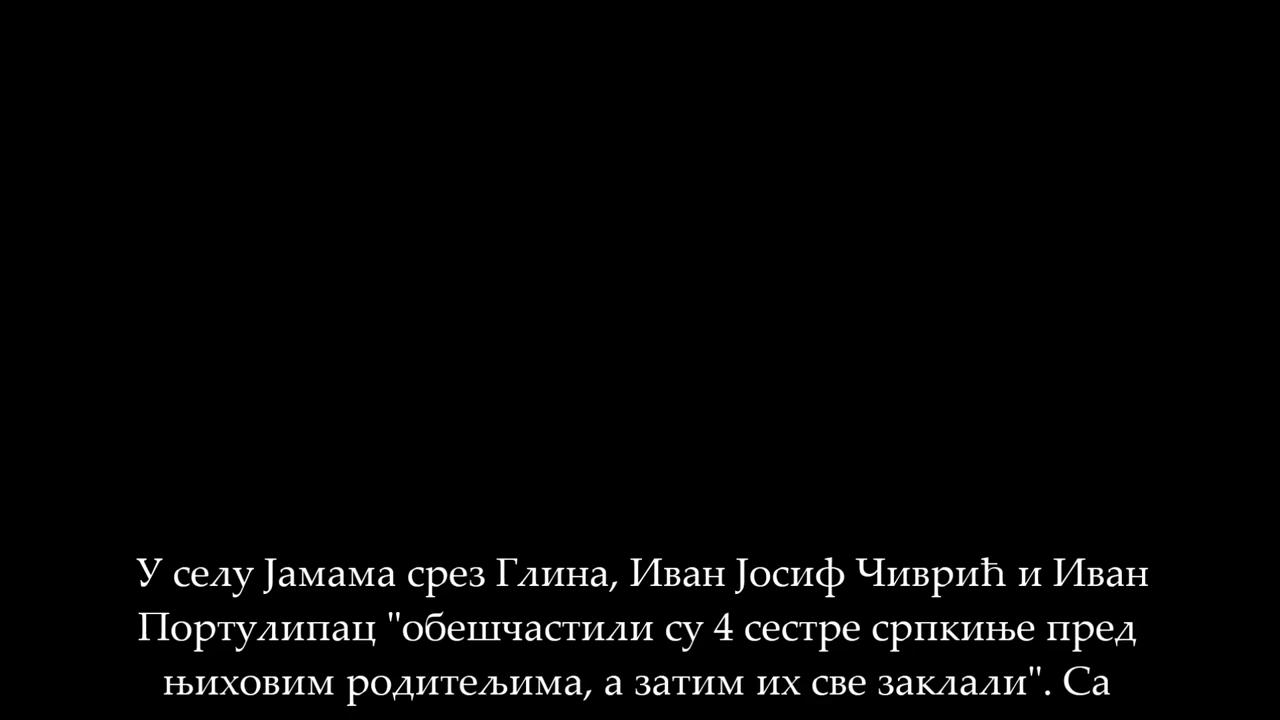 У селу Јамама срез Глина, Иван Јосиф Чиврић и Иван
Портулипац "обешчастили су 4 сестре српкиње пред
њиховим родитељима, а затим их све заклали". Са